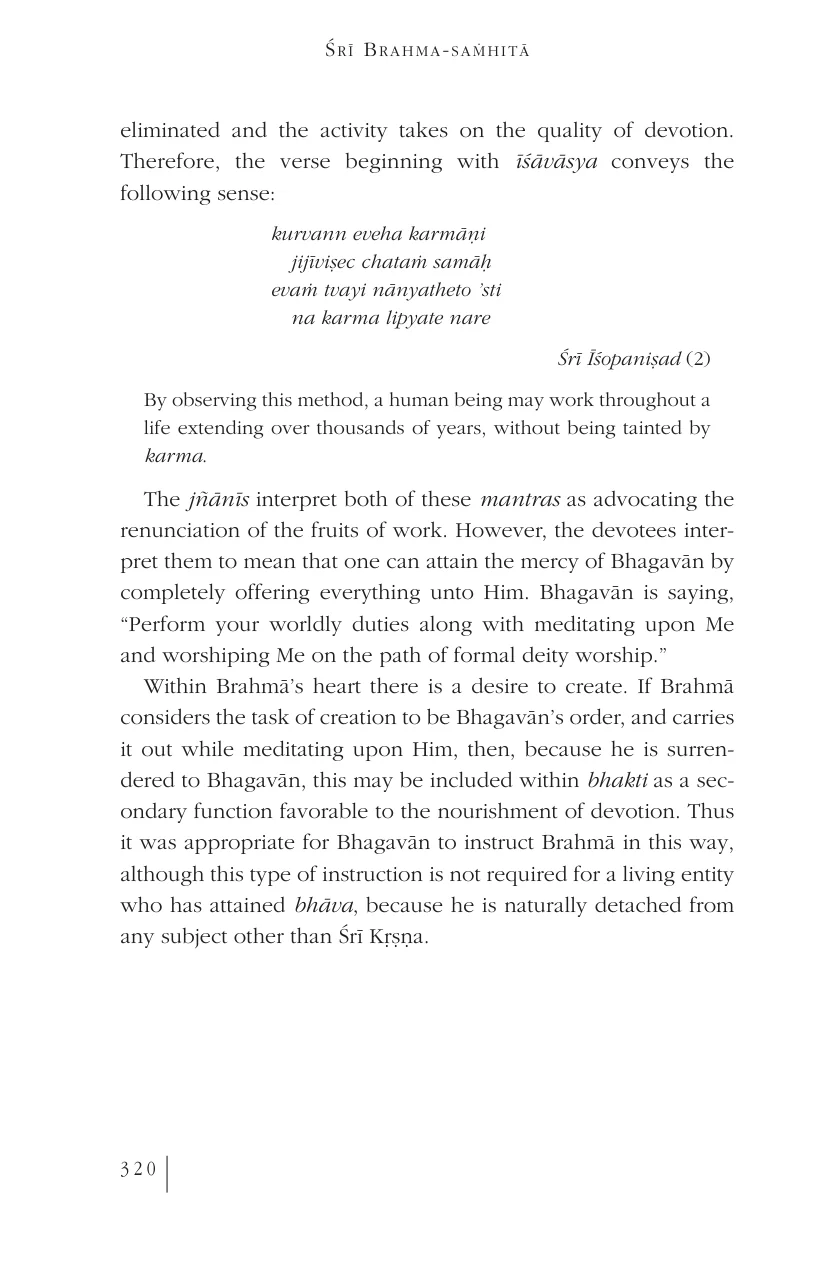 Śrī Brahma-saṁhitā
eliminated and the activity takes on the quality of devotion.
Therefore, the verse beginning with īśāvāsya conveys the
following sense:
kurvann eveha karmāṇi
jijīviṣec chataṁ samāḥ
evaṁ tvayi nānyatheto ’sti
na karma lipyate nare
Śrī Īśopaniṣad (2)
By observing this method, a human being may work throughout a
life extending over thousands of years, without being tainted by
karma.
The jñānīs interpret both of these mantras as advocating the
renunciation of the fruits of work. However, the devotees inter-
pret them to mean that one can attain the mercy of Bhagavān by
completely offering everything unto Him. Bhagavān is saying,
“Perform your worldly duties along with meditating upon Me
and worshiping Me on the path of formal deity worship.”
Within Brahmā’s heart there is a desire to create. If Brahmā
considers the task of creation to be Bhagavān’s order, and carries
it out while meditating upon Him, then, because he is surren-
dered to Bhagavān, this may be included within bhakti as a sec-
ondary function favorable to the nourishment of devotion. Thus
it was appropriate for Bhagavān to instruct Brahmā in this way,
although this type of instruction is not required for a living entity
who has attained bhāva, because he is naturally detached from
any subject other than Śrī Kṛṣṇa.
320